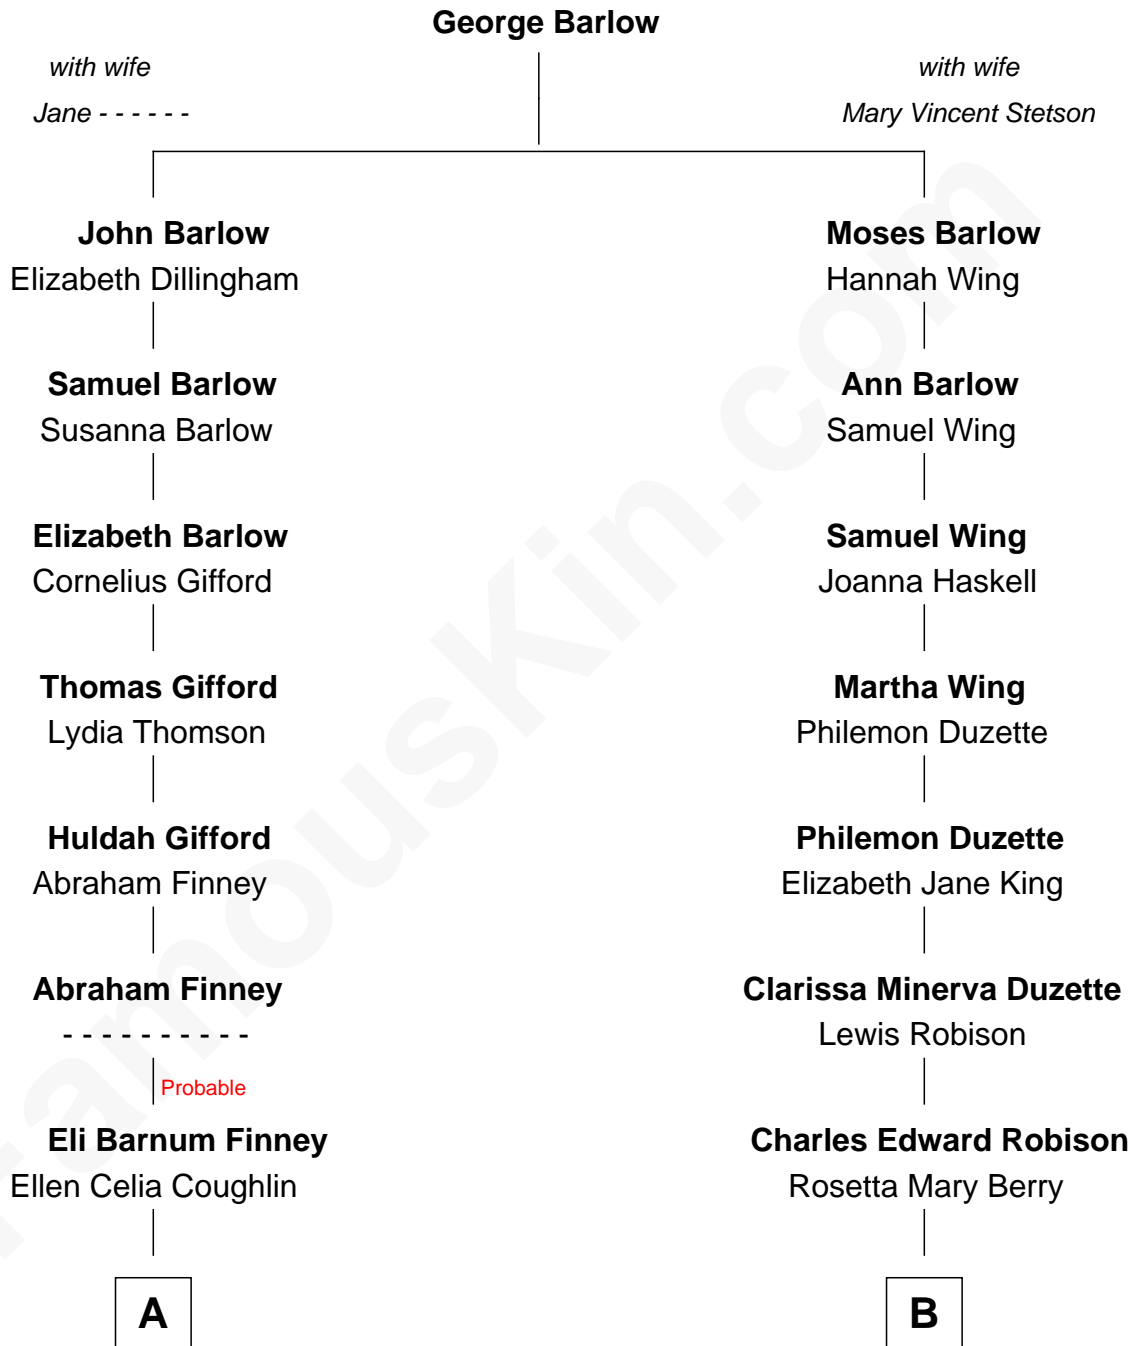 George Barlow
with wife
Jane - - - - - -
with wife
Mary Vincent Stetson
John Barlow
Elizabeth Dillingham
Moses Barlow
Hannah Wing
Samuel Barlow
Susanna Barlow
Ann Barlow
Samuel Wing
Elizabeth Barlow
Cornelius Gifford
Samuel Wing
Joanna Haskell
Thomas Gifford
Lydia Thomson
Martha Wing
Philemon Duzette
Huldah Gifford
Abraham Finney
Philemon Duzette
Elizabeth Jane King
Abraham Finney
- - - - - - - - - -
Clarissa Minerva Duzette
Lewis Robison
Probable
Eli Barnum Finney
Ellen Celia Coughlin
Charles Edward Robison
Rosetta Mary Berry
A
B
FamousKin.com